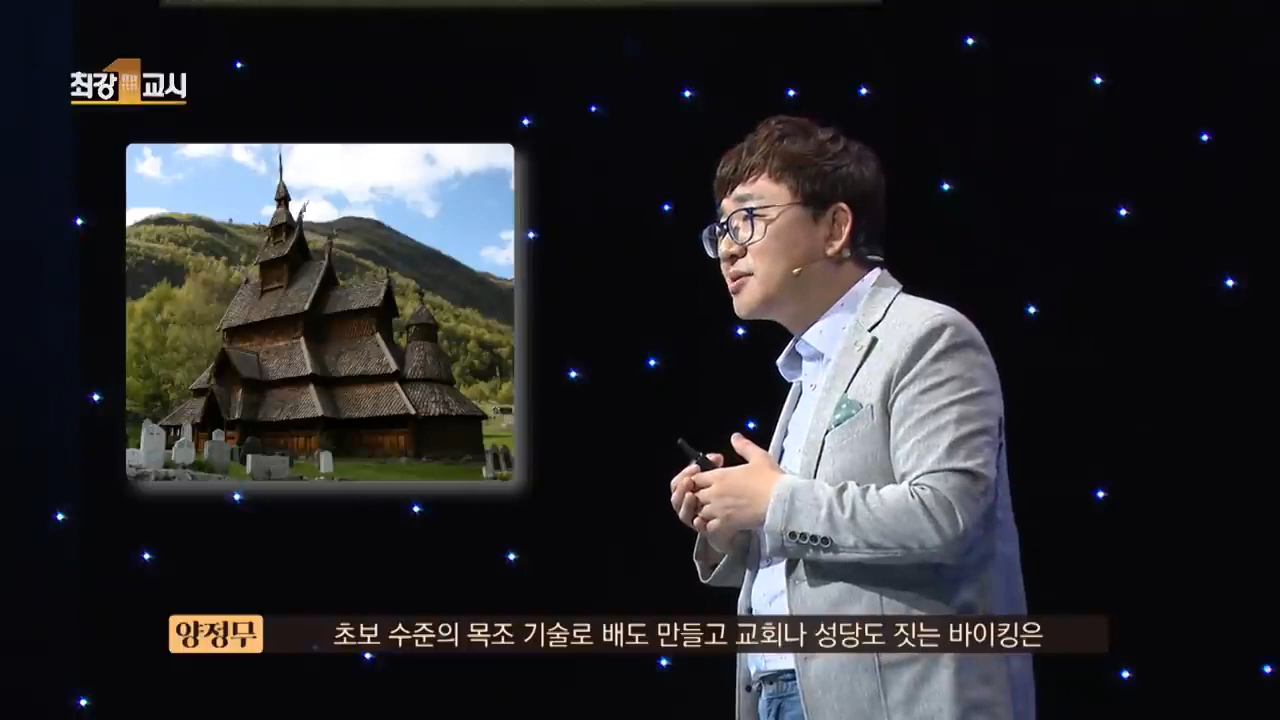 최강1교시
양정무 초보 수준의 목조 기술로 배도 만들고 교회나 성당도 짓는 바이킹은